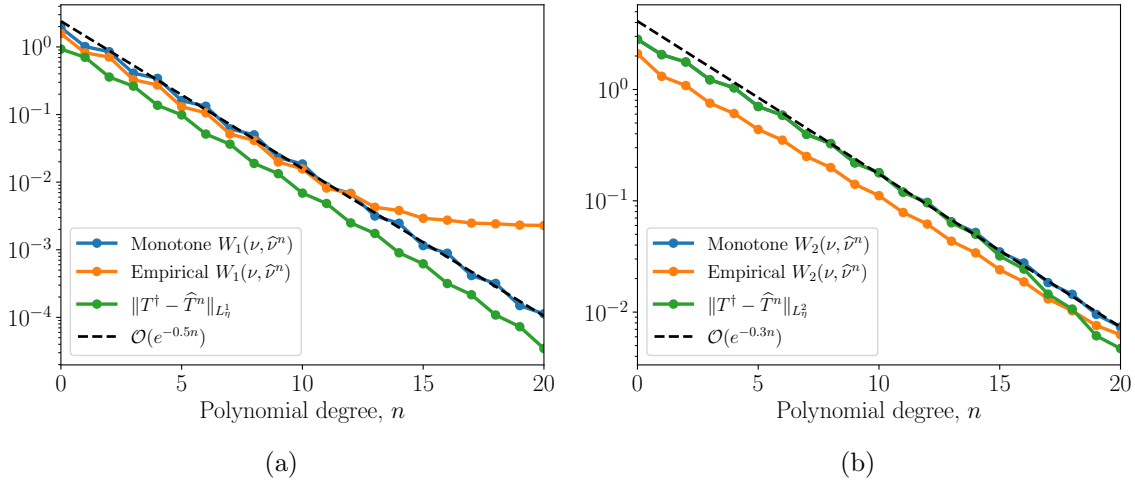 10^0
10^{-1}
10^{-2}
10^{-3}
10^{-4}
Monotone W_1(ν, ν̂^n)
Empirical W_1(ν, ν̂^n)
‖T^† − T̂^n‖_{L^1_η}
O(e^{-0.5n})
0 5 10 15 20
Polynomial degree, n
(a)
10^0
10^{-1}
10^{-2}
Monotone W_2(ν, ν̂^n)
Empirical W_2(ν, ν̂^n)
‖T^† − T̂^n‖_{L^2_η}
O(e^{-0.3n})
0 5 10 15 20
Polynomial degree, n
(b)